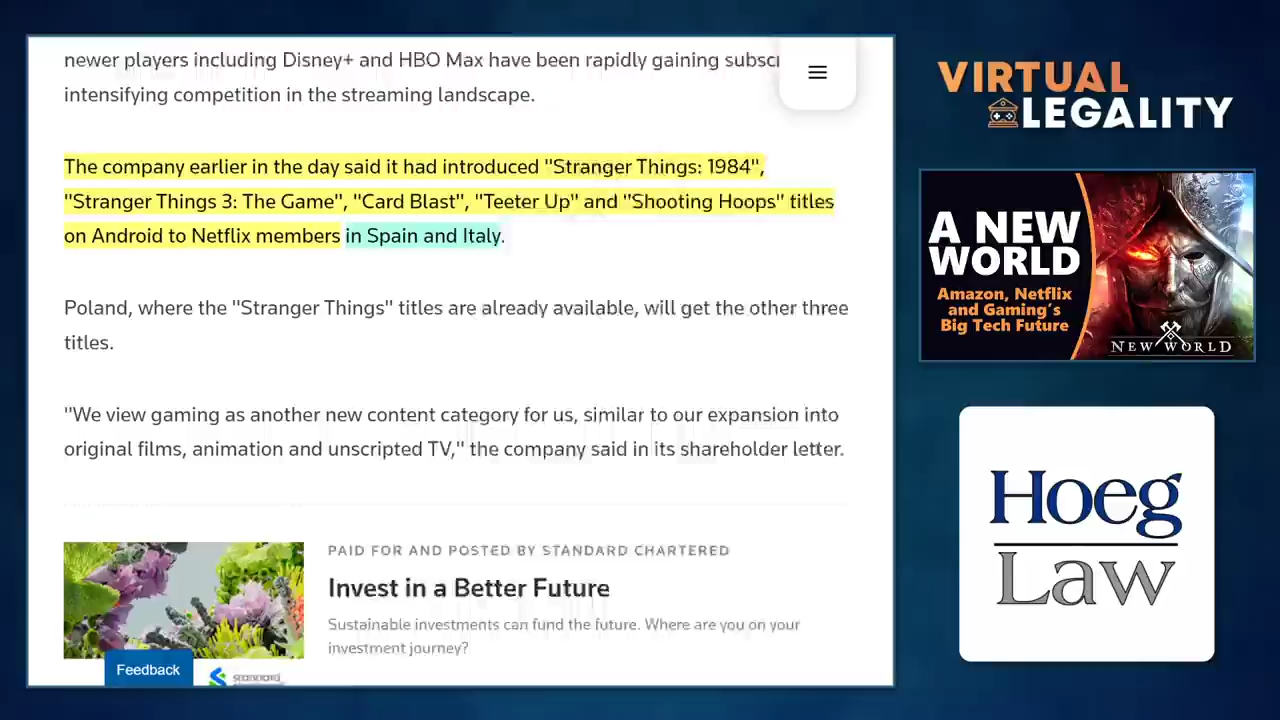 newer players including Disney+ and HBO Max have been rapidly gaining subsc
intensifying competition in the streaming landscape.
The company earlier in the day said it had introduced "Stranger Things: 1984",
"Stranger Things 3: The Game", "Card Blast", "Teeter Up" and "Shooting Hoops" titles
on Android to Netflix members in Spain and Italy.
Poland, where the "Stranger Things" titles are already available, will get the other three
titles.
"We view gaming as another new content category for us, similar to our expansion into
original films, animation and unscripted TV," the company said in its shareholder letter.
PAID FOR AND POSTED BY STANDARD CHARTERED
Invest in a Better Future
Sustainable investments can fund the future. Where are you on your
investment journey?
Feedback
VIRTUAL
LEGALITY
A NEW
WORLD
Amazon, Netflix
and Gaming's
Big Tech Future
NEW WORLD
Hoeg
Law